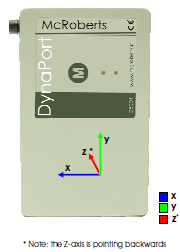 McRoberts
CE
DynaPort
M
y
z*
x
x
y
z*
* Note: the Z-axis is pointing backwards